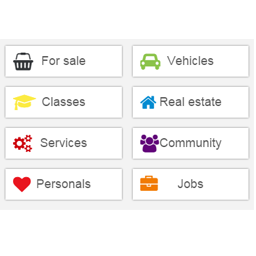 For sale
Vehicles
Classes
Real estate
Services
Community
Personals
Jobs